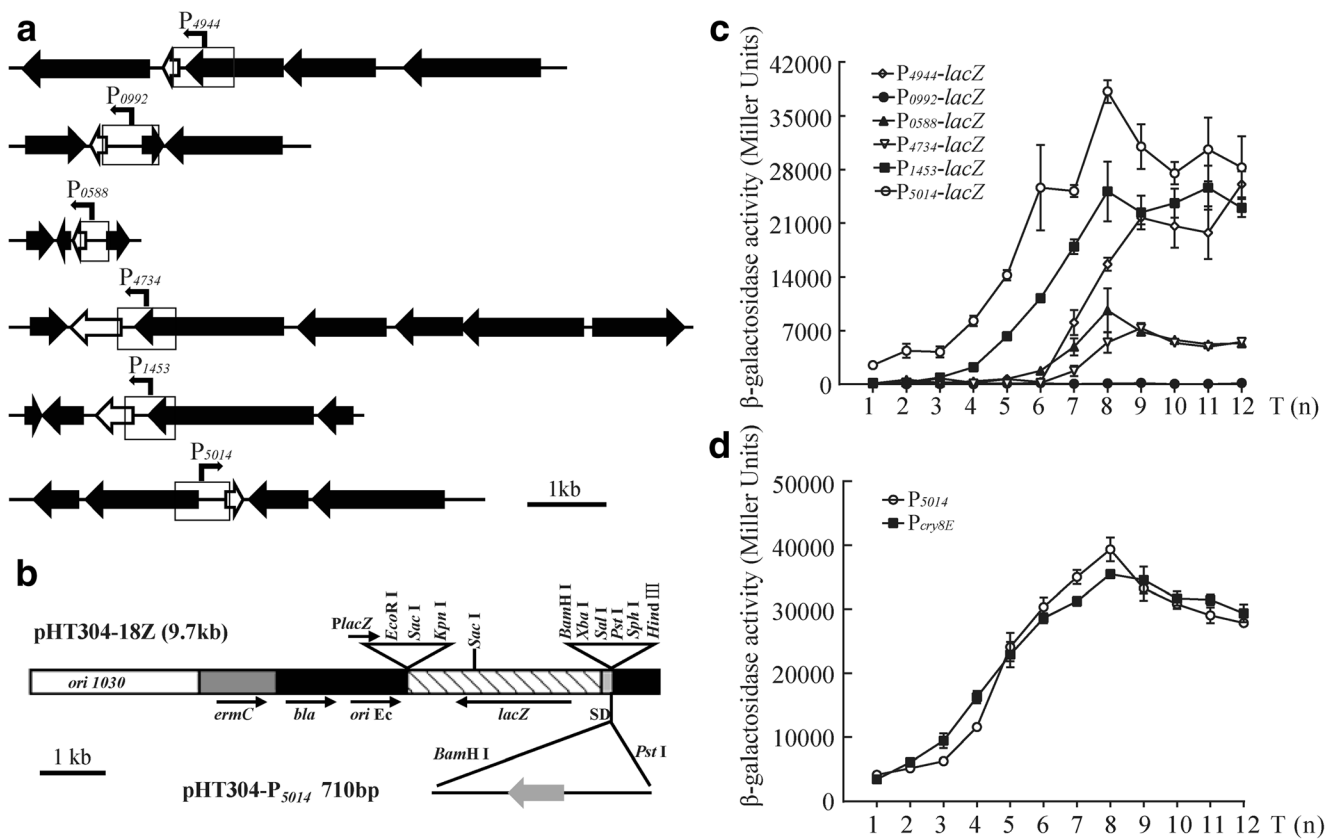 a
P4944
P0992
P0588
P4734
P1453
P5014
1kb
b
pHT304-18Z (9.7kb)
PlacZ
EcoR I
Sac I
Kpn I
Sac I
BamH I
Xba I
Sal I
Pst I
Sph I
Hind III
ori 1030
ermC
bla
ori Ec
lacZ
SD
1 kb
BamH I
Pst I
pHT304-P5014 710bp
c
β-galactosidase activity (Miller Units)
42000
35000
28000
21000
14000
7000
0
P4944-lacZ
P0992-lacZ
P0588-lacZ
P4734-lacZ
P1453-lacZ
P5014-lacZ
1 2 3 4 5 6 7 8 9 10 11 12 T (n)
d
β-galactosidase activity (Miller Units)
50000
40000
30000
20000
10000
0
P5014
Pcry8E
1 2 3 4 5 6 7 8 9 10 11 12 T (n)